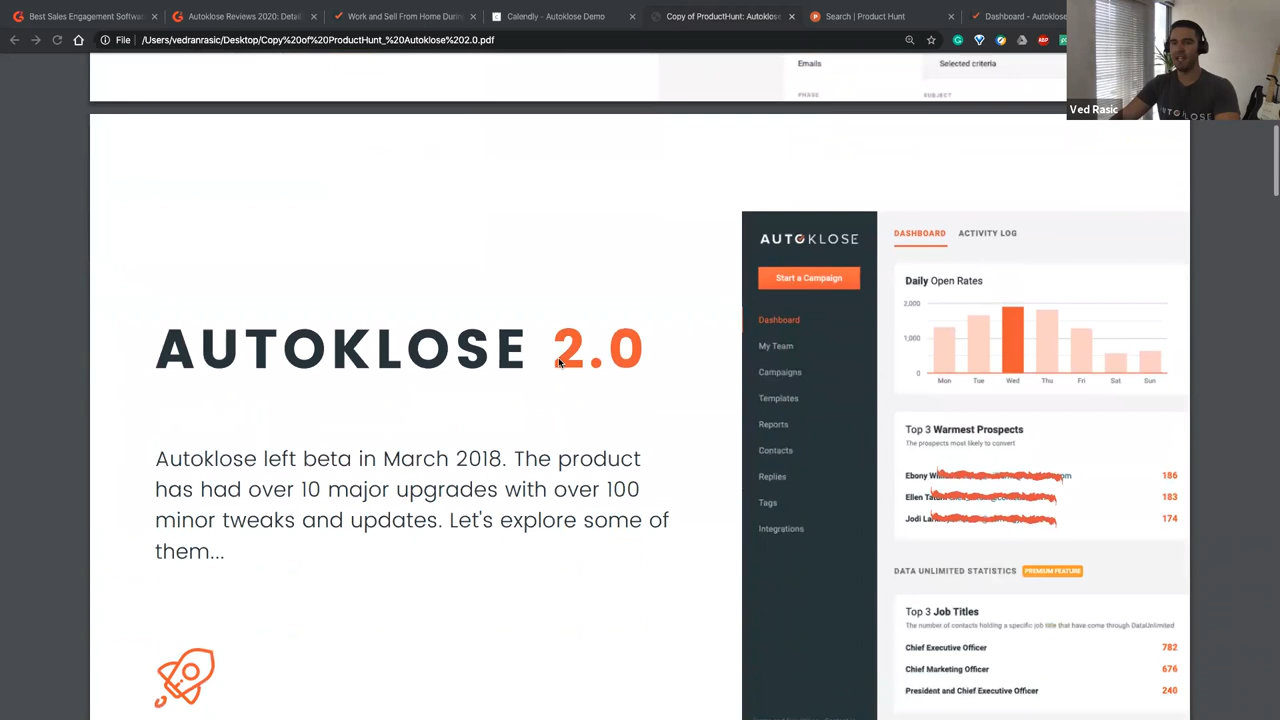 Best Sales Engagement Softwa
Autoklose Reviews 2020: Detail
Work and Sell From Home Durin
Calendly - Autoklose Demo
Copy of ProductHunt: Autoklose
Search | Product Hunt
Dashboard - Autoklose
File
/Users/vedranrasic/Desktop/Copy%20of%20ProductHunt_%20Autoklose%202.0.pdf
ABP
Emails
Selected criteria
PHASE
SUBJECT
Ved Rasic
AUTOKLOSE 2.0
Autoklose left beta in March 2018. The product
has had over 10 major upgrades with over 100
minor tweaks and updates. Let's explore some of
them...
AUTOKLOSE
Start a Campaign
Dashboard
My Team
Campaigns
Templates
Reports
Contacts
Replies
Tags
Integrations
DASHBOARD
ACTIVITY LOG
Daily Open Rates
2,000
1,000
0
Mon Tue Wed Thu Fri Sat Sun
Top 3 Warmest Prospects
The prospects most likely to convert
Ebony 186
Ellen 183
Jodi 174
DATA UNLIMITED STATISTICS PREMIUM FEATURE
Top 3 Job Titles
The number of contacts holding a specific job title that have come through DataUnlimited
Chief Executive Officer 782
Chief Marketing Officer 676
President and Chief Executive Officer 240